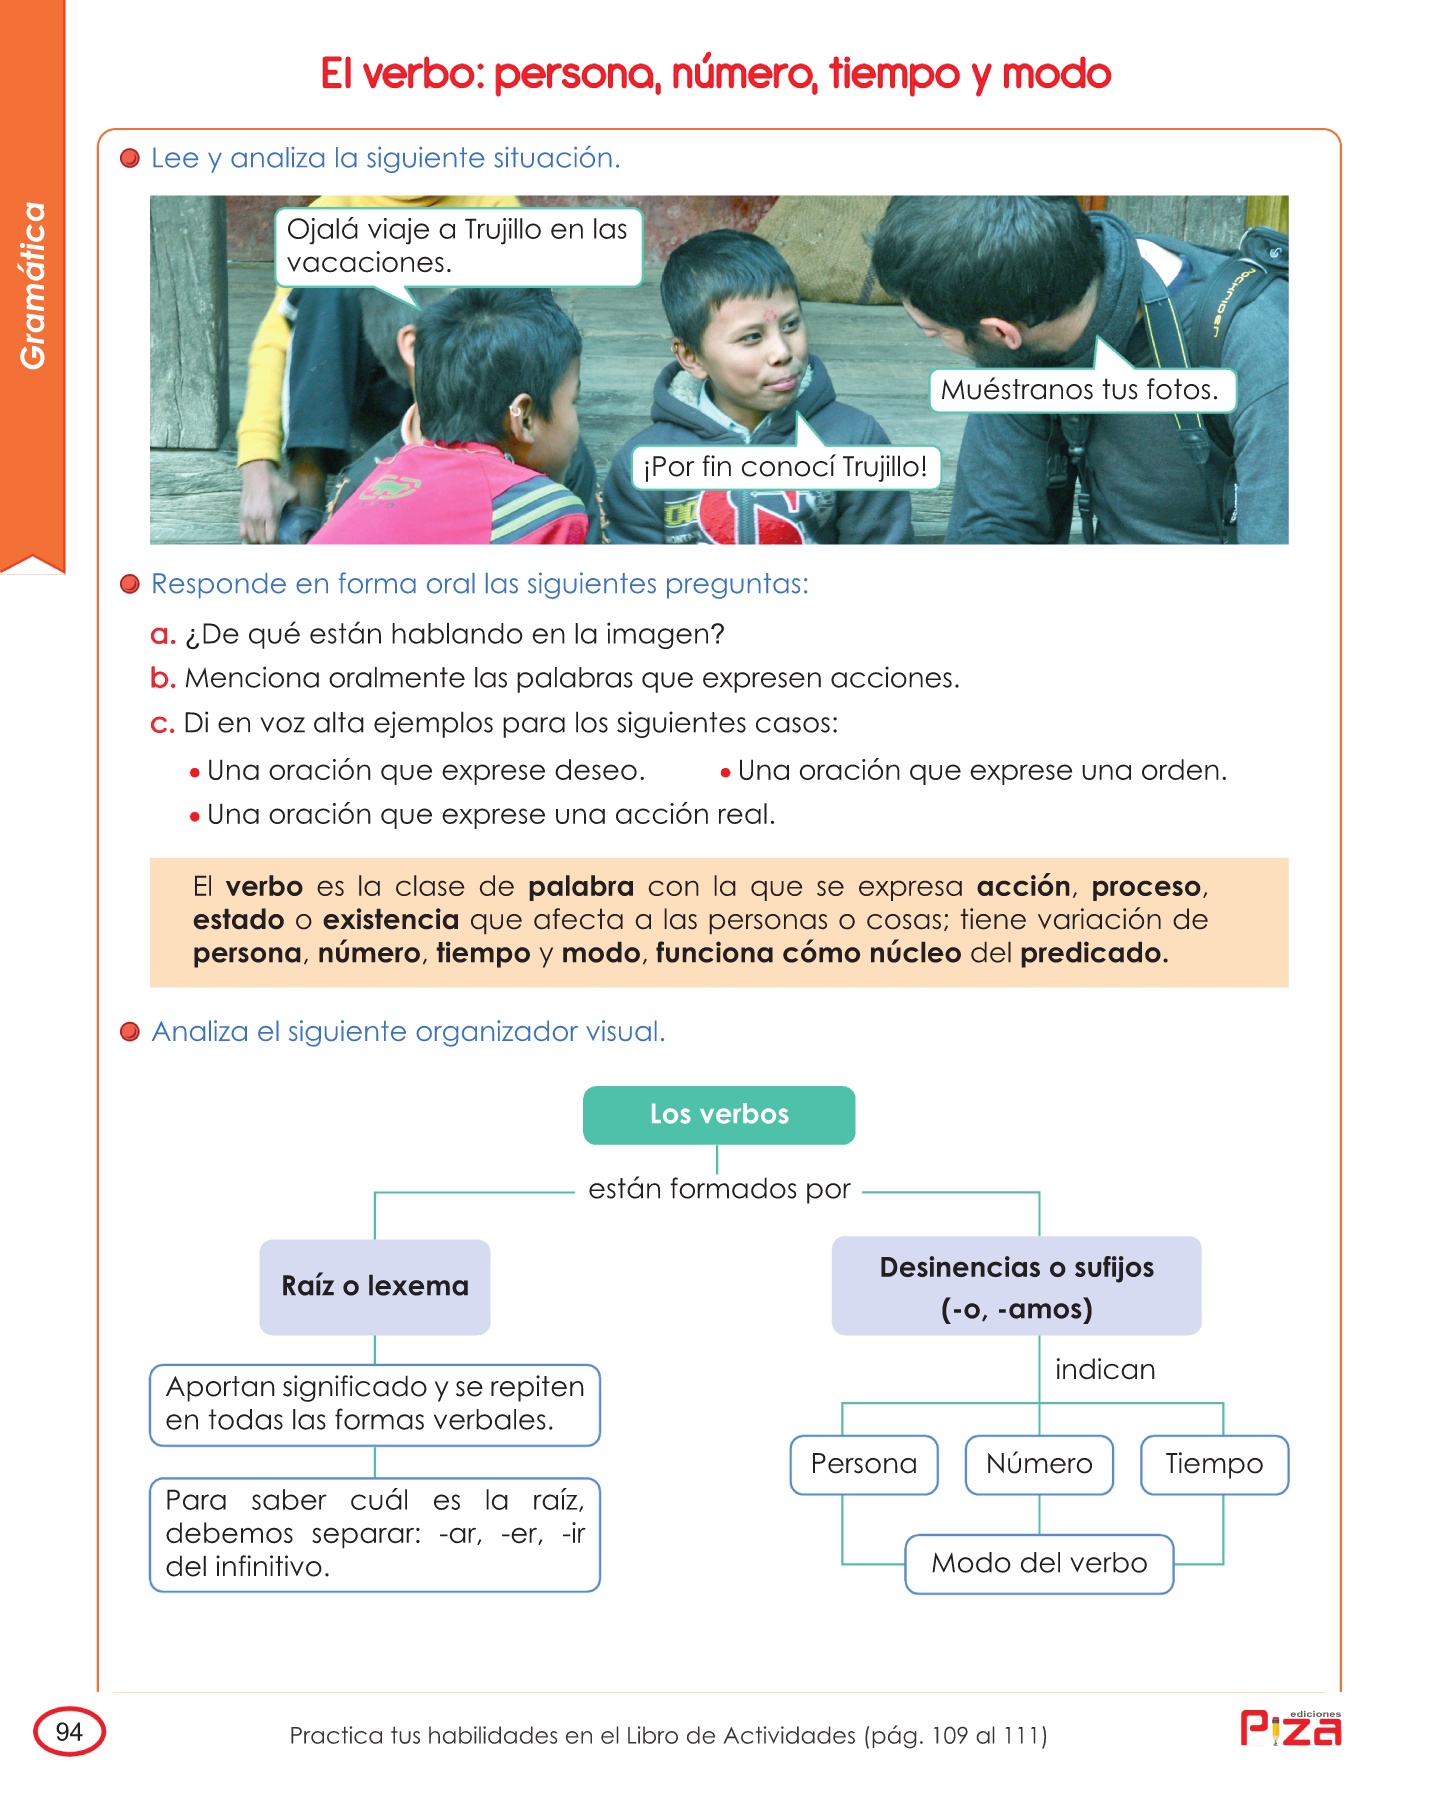 El verbo: persona, número, tiempo y modo
Gramática
Lee y analiza la siguiente situación.
Ojalá viaje a Trujillo en las
vacaciones.
Muéstranos tus fotos.
¡Por fin conocí Trujillo!
Responde en forma oral las siguientes preguntas:
a. ¿De qué están hablando en la imagen?
b. Menciona oralmente las palabras que expresen acciones.
c. Di en voz alta ejemplos para los siguientes casos:
• Una oración que exprese deseo.
• Una oración que exprese una orden.
• Una oración que exprese una acción real.
El verbo es la clase de palabra con la que se expresa acción, proceso,
estado o existencia que afecta a las personas o cosas; tiene variación de
persona, número, tiempo y modo, funciona cómo núcleo del predicado.
Analiza el siguiente organizador visual.
Los verbos
están formados por
Raíz o lexema
Aportan significado y se repiten
en todas las formas verbales.
Para saber cuál es la raíz,
debemos separar: -ar, -er, -ir
del infinitivo.
Desinencias o sufijos
(-o, -amos)
indican
Persona
Número
Tiempo
Modo del verbo
94
Practica tus habilidades en el Libro de Actividades (pág. 109 al 111)
ediciones
Piza